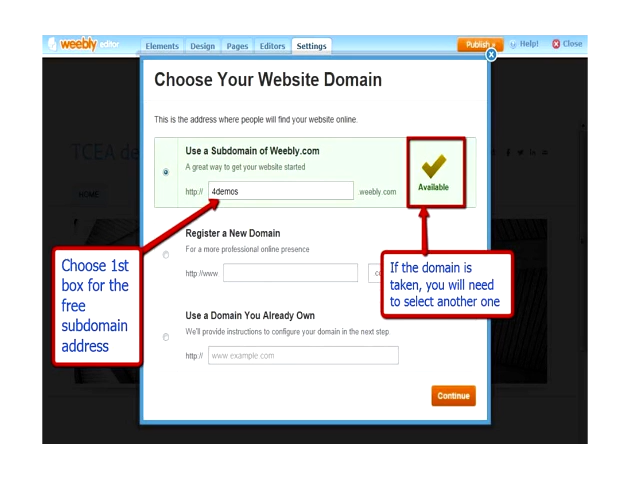 weebly editor
Elements Design Pages Editors Settings
Publish Help! Close
Choose Your Website Domain
This is the address where people will find your website online.
Use a Subdomain of Weebly.com
A great way to get your website started
http:// 4demos .weebly.com
Available
TCEA de
HOME
Register a New Domain
For a more professional online presence
http://www
Choose 1st
box for the
free
subdomain
address
If the domain is
taken, you will need
to select another one
Use a Domain You Already Own
We'll provide instructions to configure your domain in the next step
http:// www.example.com
Continue